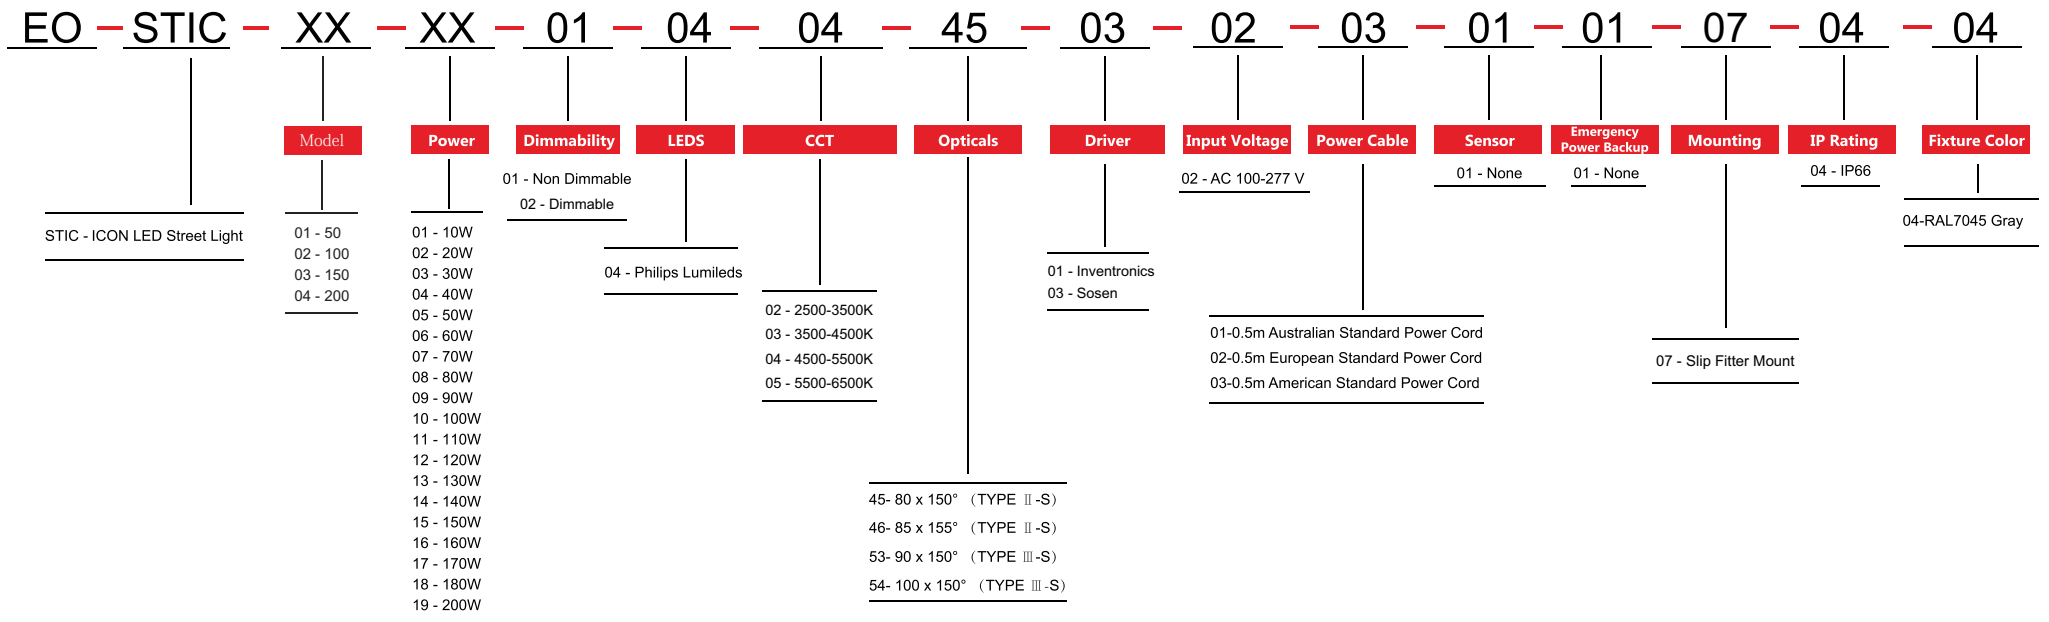 EO STIC XX XX 01 04 04 45 03 02 03 01 01 07 04 04
Model
Power
Dimmability
LEDS
CCT
Opticals
Driver
Input Voltage
Power Cable
Sensor
Emergency
Power Backup
Mounting
IP Rating
Fixture Color
STIC - ICON LED Street Light
01 - 50
02 - 100
03 - 150
04 - 200
01 - 10W
02 - 20W
03 - 30W
04 - 40W
05 - 50W
06 - 60W
07 - 70W
08 - 80W
09 - 90W
10 - 100W
11 - 110W
12 - 120W
13 - 130W
14 - 140W
15 - 150W
16 - 160W
17 - 170W
18 - 180W
19 - 200W
01 - Non Dimmable
02 - Dimmable
04 - Philips Lumileds
02 - 2500-3500K
03 - 3500-4500K
04 - 4500-5500K
05 - 5500-6500K
45- 80 x 150° （TYPE Ⅱ-S）
46- 85 x 155° （TYPE Ⅱ-S）
53- 90 x 150° （TYPE Ⅲ-S）
54- 100 x 150° （TYPE Ⅲ-S）
01 - Inventronics
03 - Sosen
02 - AC 100-277 V
01-0.5m Australian Standard Power Cord
02-0.5m European Standard Power Cord
03-0.5m American Standard Power Cord
01 - None
01 - None
07 - Slip Fitter Mount
04 - IP66
04-RAL7045 Gray